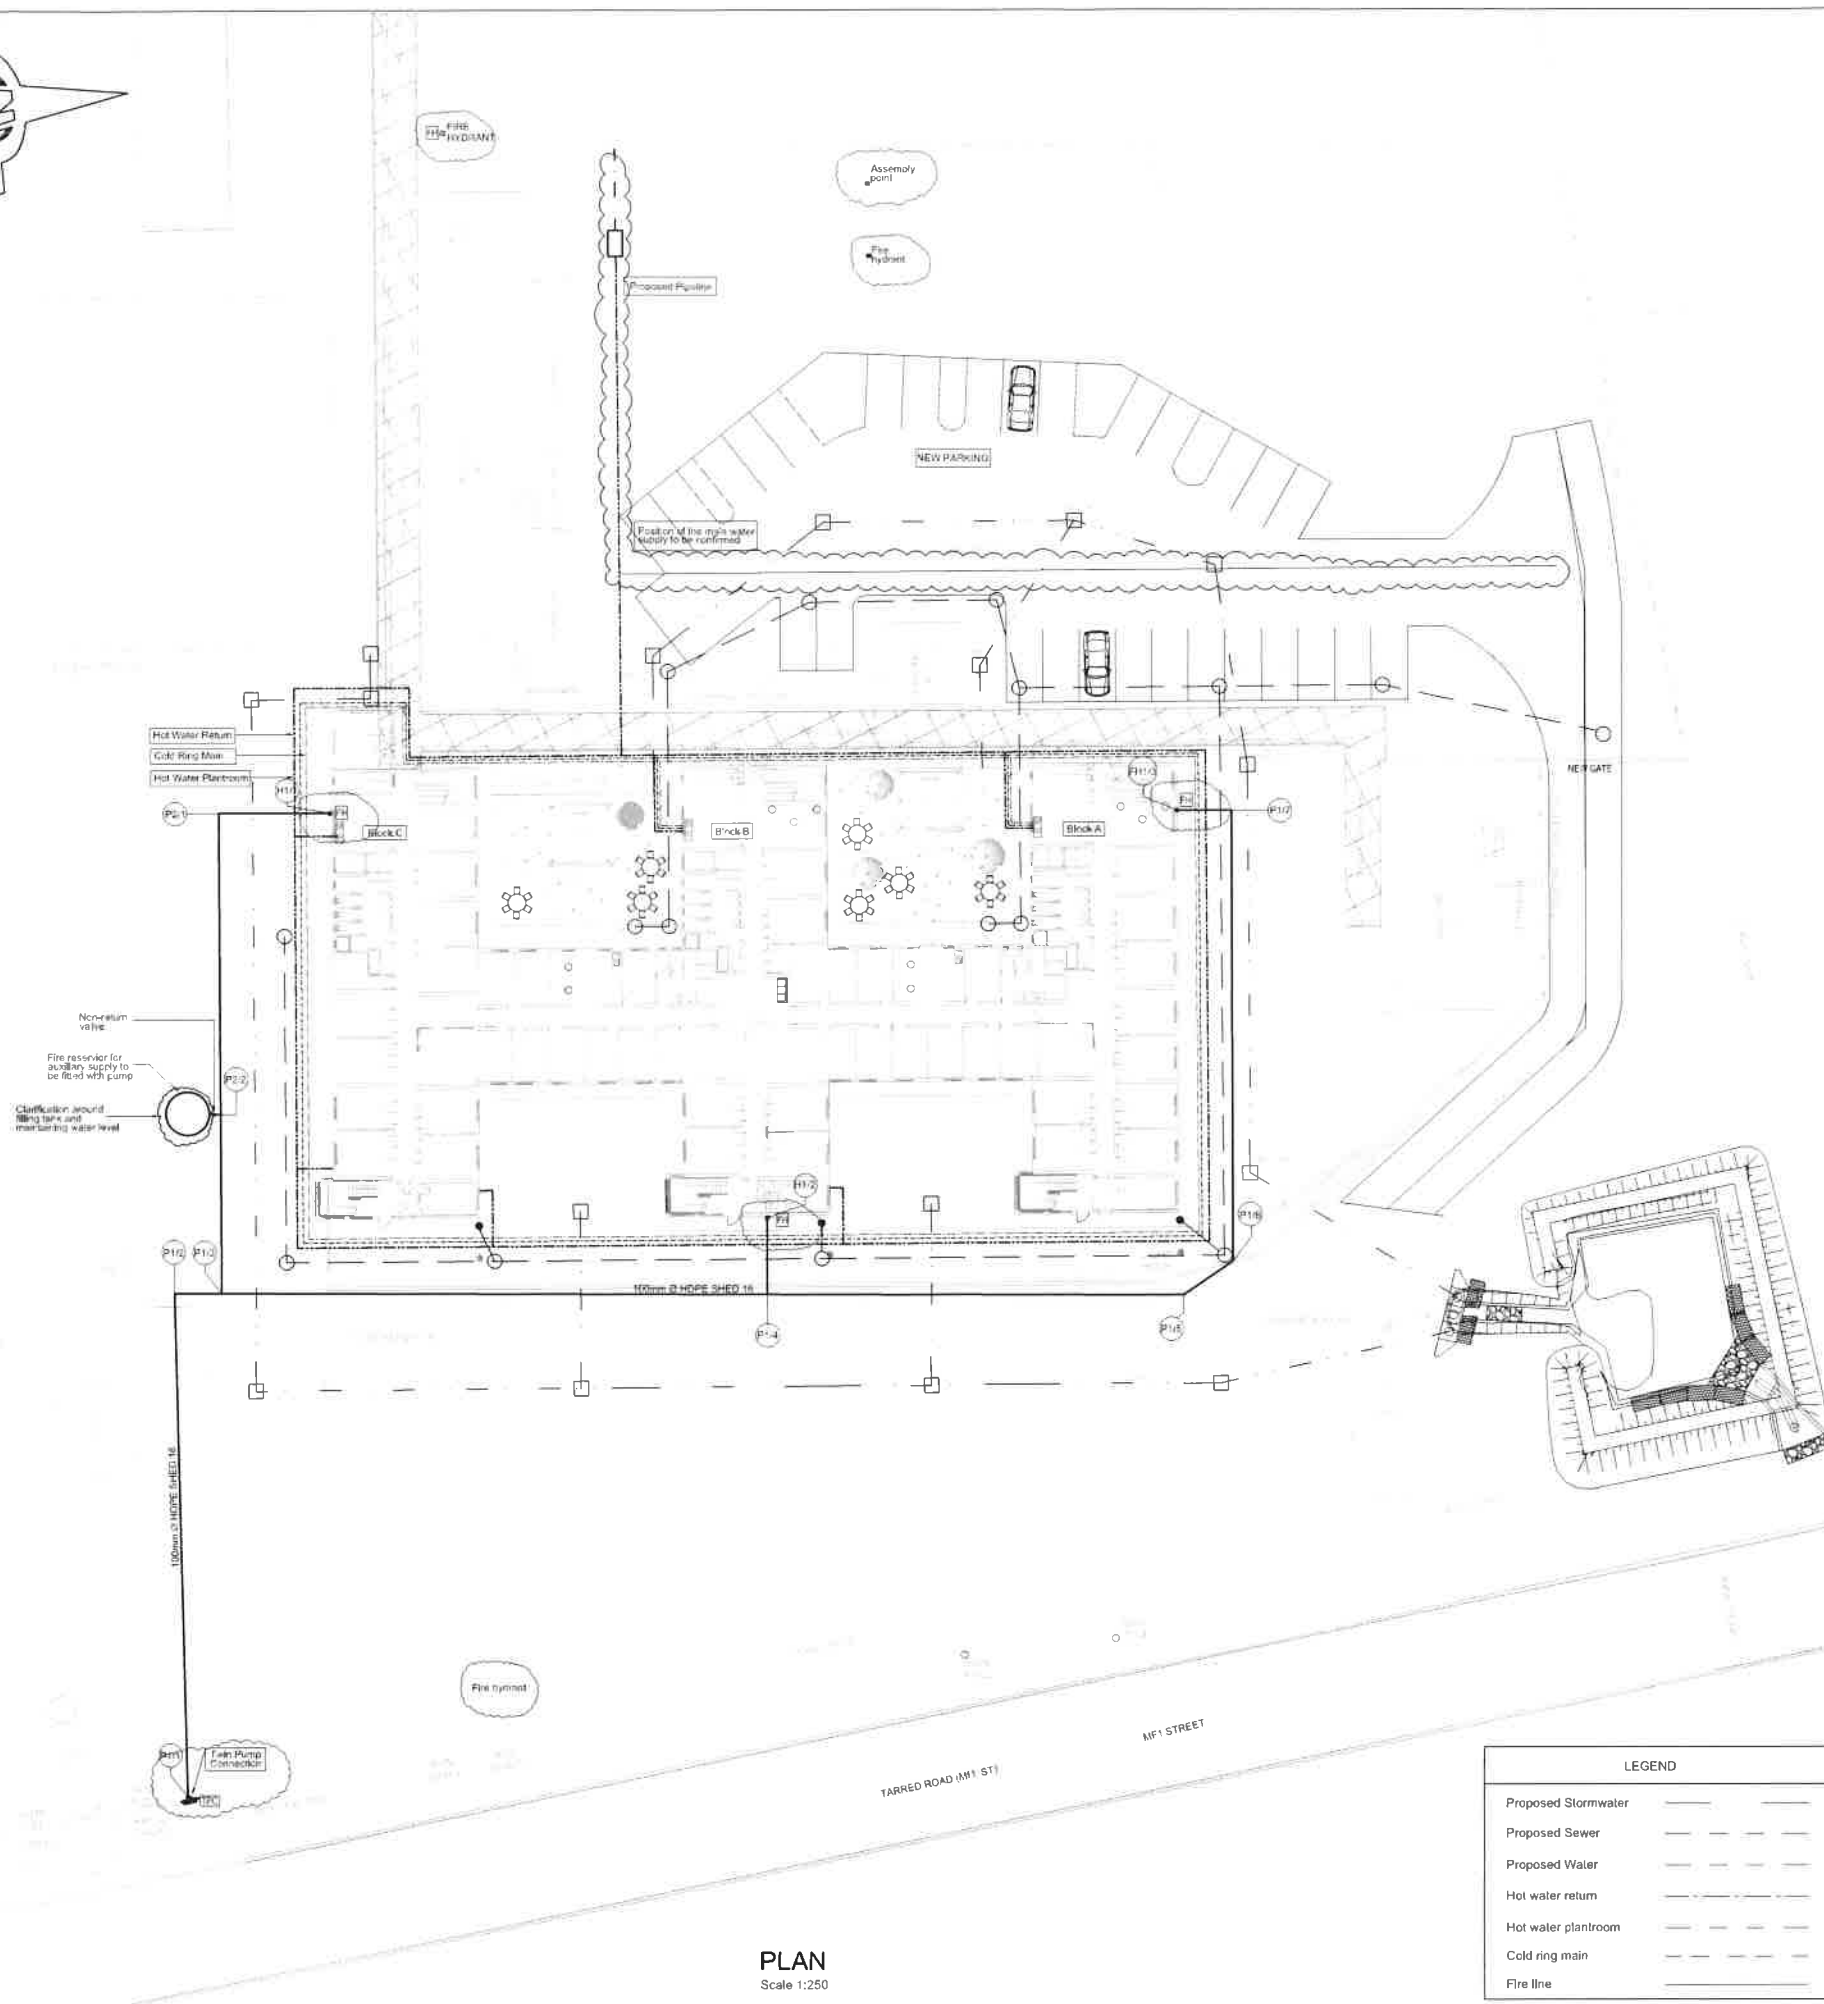 FIRE
HYDRANT
FH
Assembly
point
Fire
hydrant
Proposed Pipeline
NEW PARKING
Position of the main water
supply to be confirmed
Hot Water Return
Cold Ring Main
Hot Water Plantroom
NEW GATE
H1/
FH1/3
P2/1
FH
FH
P1/7
Block C
Block B
Block A
Non-return
valve
Fire reservior for
auxillary supply to
be fitted with pump
P2/2
Clarification around
filling tank and
maintaining water level
H1/2
FH
P1/6
P1/2
P1/3
100mm Ø HDPE SHED 16
P1/4
P1/5
100mm Ø HDPE SHED 16
Fire hydrnat
Twin Pump
Connection
MF1 STREET
TARRED ROAD (Mf1 ST)
LEGEND
Proposed Stormwater
Proposed Sewer
Proposed Water
Hot water return
Hot water plantroom
Cold ring main
Fire line
PLAN
Scale 1:250